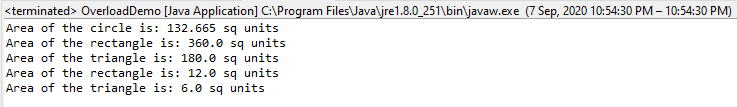 <terminated> OverloadDemo [Java Application] C:\Program Files\Java\jre1.8.0_251\bin\javaw.exe  (7 Sep, 2020 10:54:30 PM – 10:54:30 PM)
Area of the circle is: 132.665 sq units
Area of the rectangle is: 360.0 sq units
Area of the triangle is: 180.0 sq units
Area of the rectangle is: 12.0 sq units
Area of the triangle is: 6.0 sq units